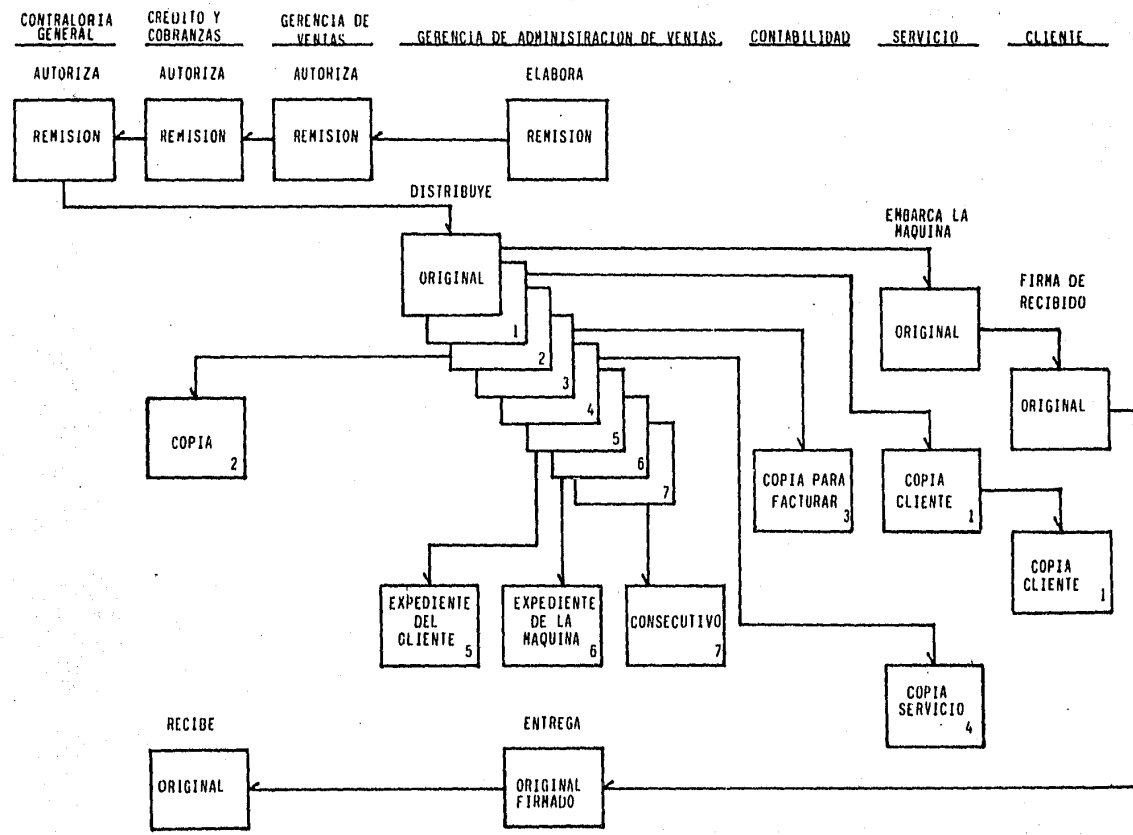 CONTRALORIA
GENERAL
CREDITO Y
COBRANZAS
GERENCIA DE
VENTAS
GERENCIA DE ADMINISTRACION DE VENTAS
CONTABILIDAD
SERVICIO
CLIENTE
AUTORIZA
AUTORIZA
AUTORIZA
ELABORA
REMISION
REMISION
REMISION
REMISION
DISTRIBUYE
ORIGINAL
1
2
3
4
5
6
7
EMBARCA LA
MAQUINA
ORIGINAL
FIRMA DE
RECIBIDO
ORIGINAL
COPIA
2
COPIA PARA
FACTURAR
3
COPIA
CLIENTE
1
COPIA
CLIENTE
1
EXPEDIENTE
DEL
CLIENTE
5
EXPEDIENTE
DE LA
MAQUINA
6
CONSECUTIVO
7
COPIA
SERVICIO
4
RECIBE
ORIGINAL
ENTREGA
ORIGINAL
FIRMADO